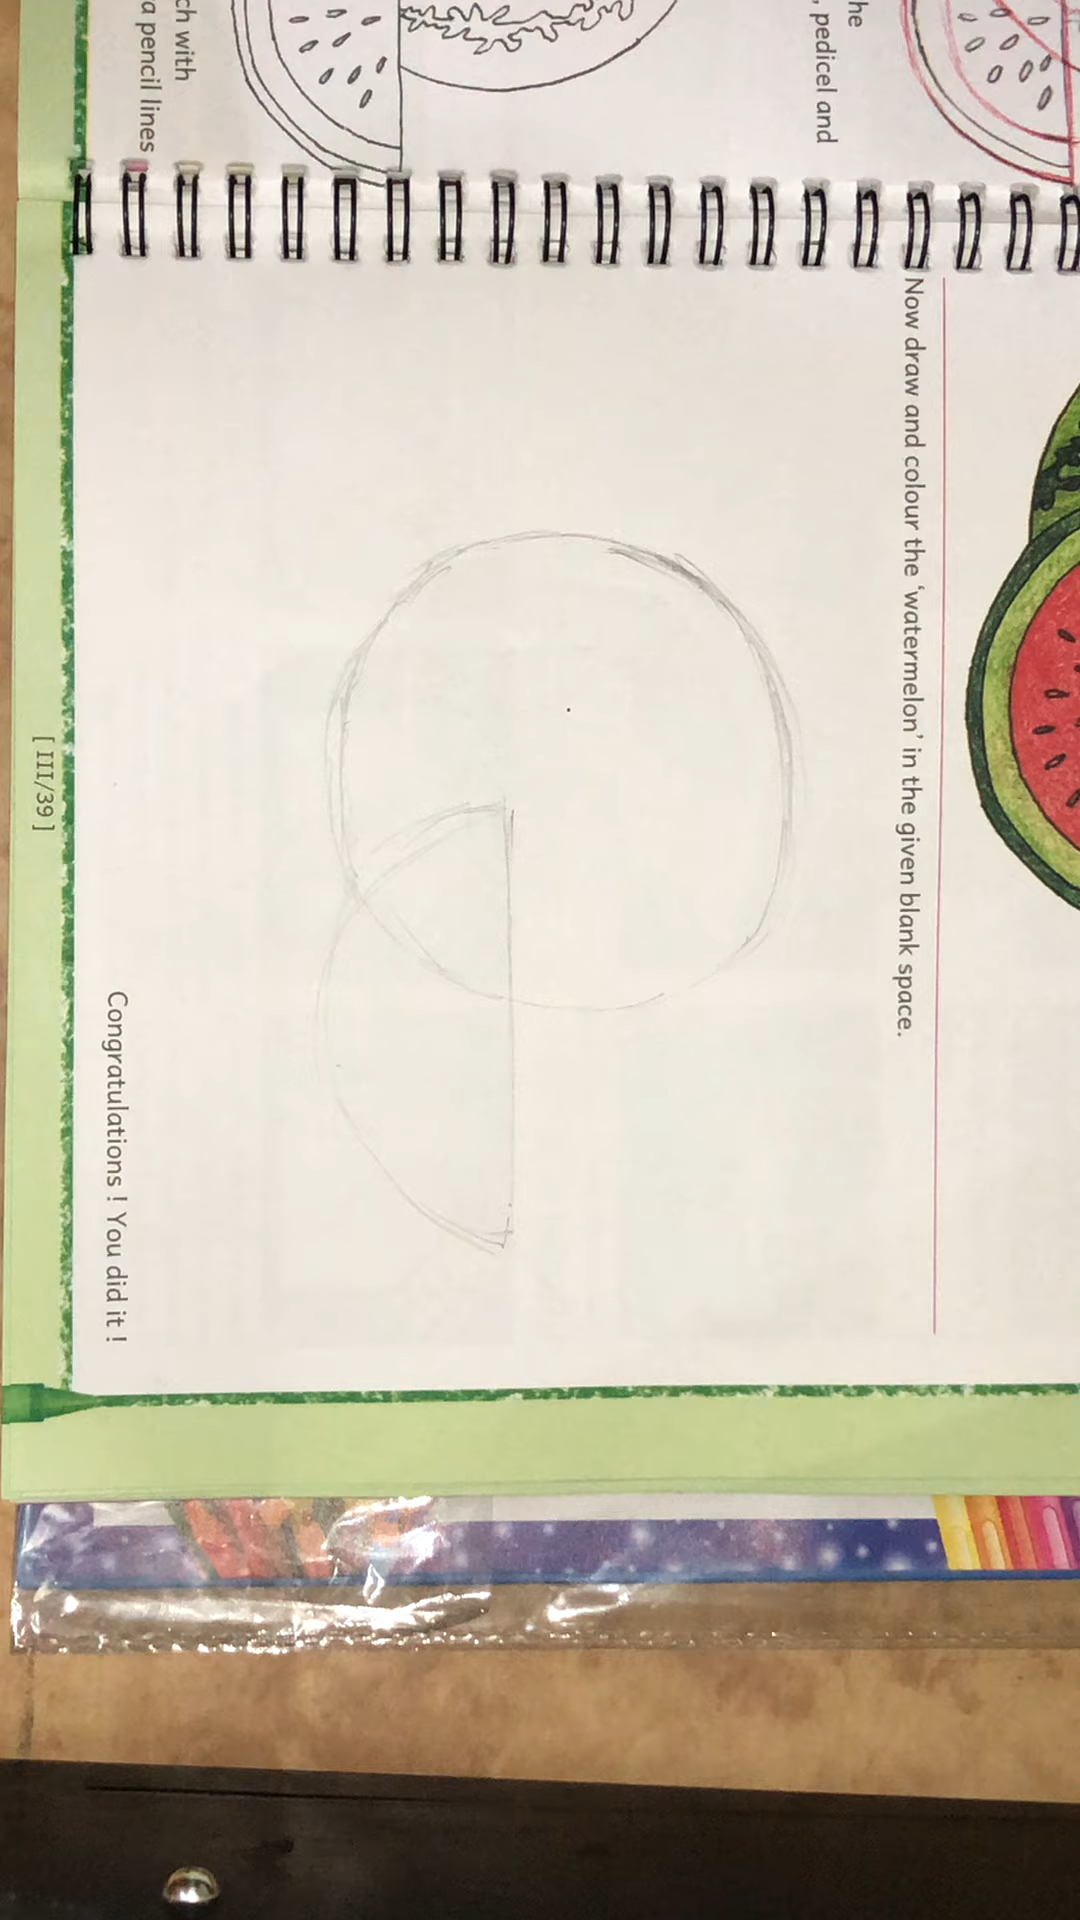 he
, pedicel and
ch with
a pencil lines
Now draw and colour the ‘watermelon’ in the given blank space.
Congratulations ! You did it !
[ III/39 ]